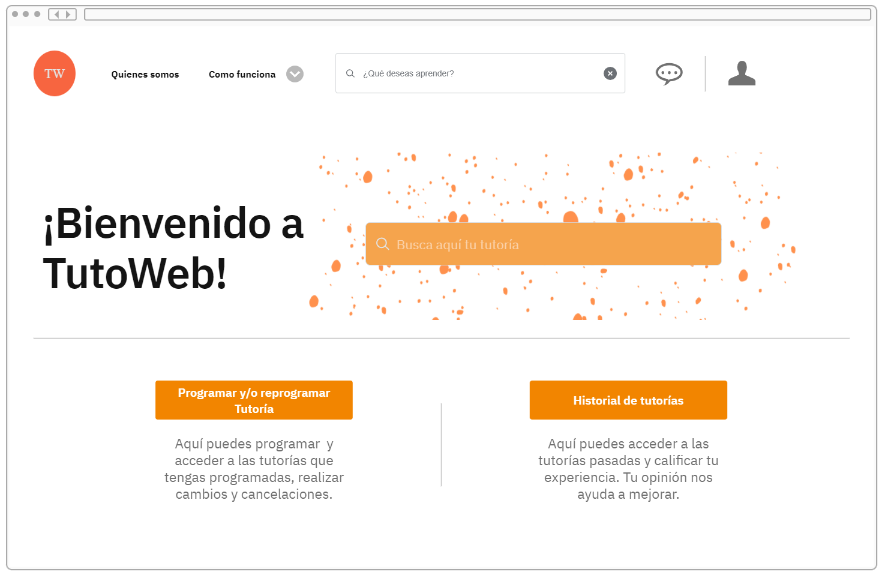 TW
Quienes somos
Como funciona
¿Qué deseas aprender?
¡Bienvenido a
TutoWeb!
Busca aquí tu tutoría
Programar y/o reprogramar
Tutoría
Aquí puedes programar y
acceder a las tutorías que
tengas programadas, realizar
cambios y cancelaciones.
Historial de tutorías
Aquí puedes acceder a las
tutorías pasadas y calificar tu
experiencia. Tu opinión nos
ayuda a mejorar.